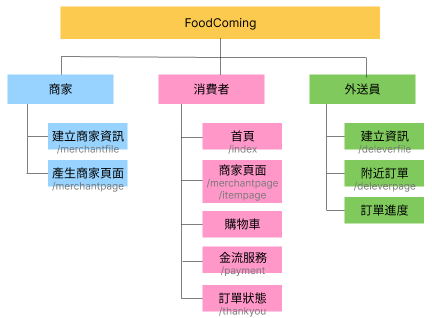 FoodComing
商家
消費者
外送員
建立商家資訊
/merchantfile
產生商家頁面
/merchantpage
首頁
/index
商家頁面
/merchantpage
/itempage
購物車
金流服務
/payment
訂單狀態
/thankyou
建立資訊
/deleverfile
附近訂單
/deleverpage
訂單進度